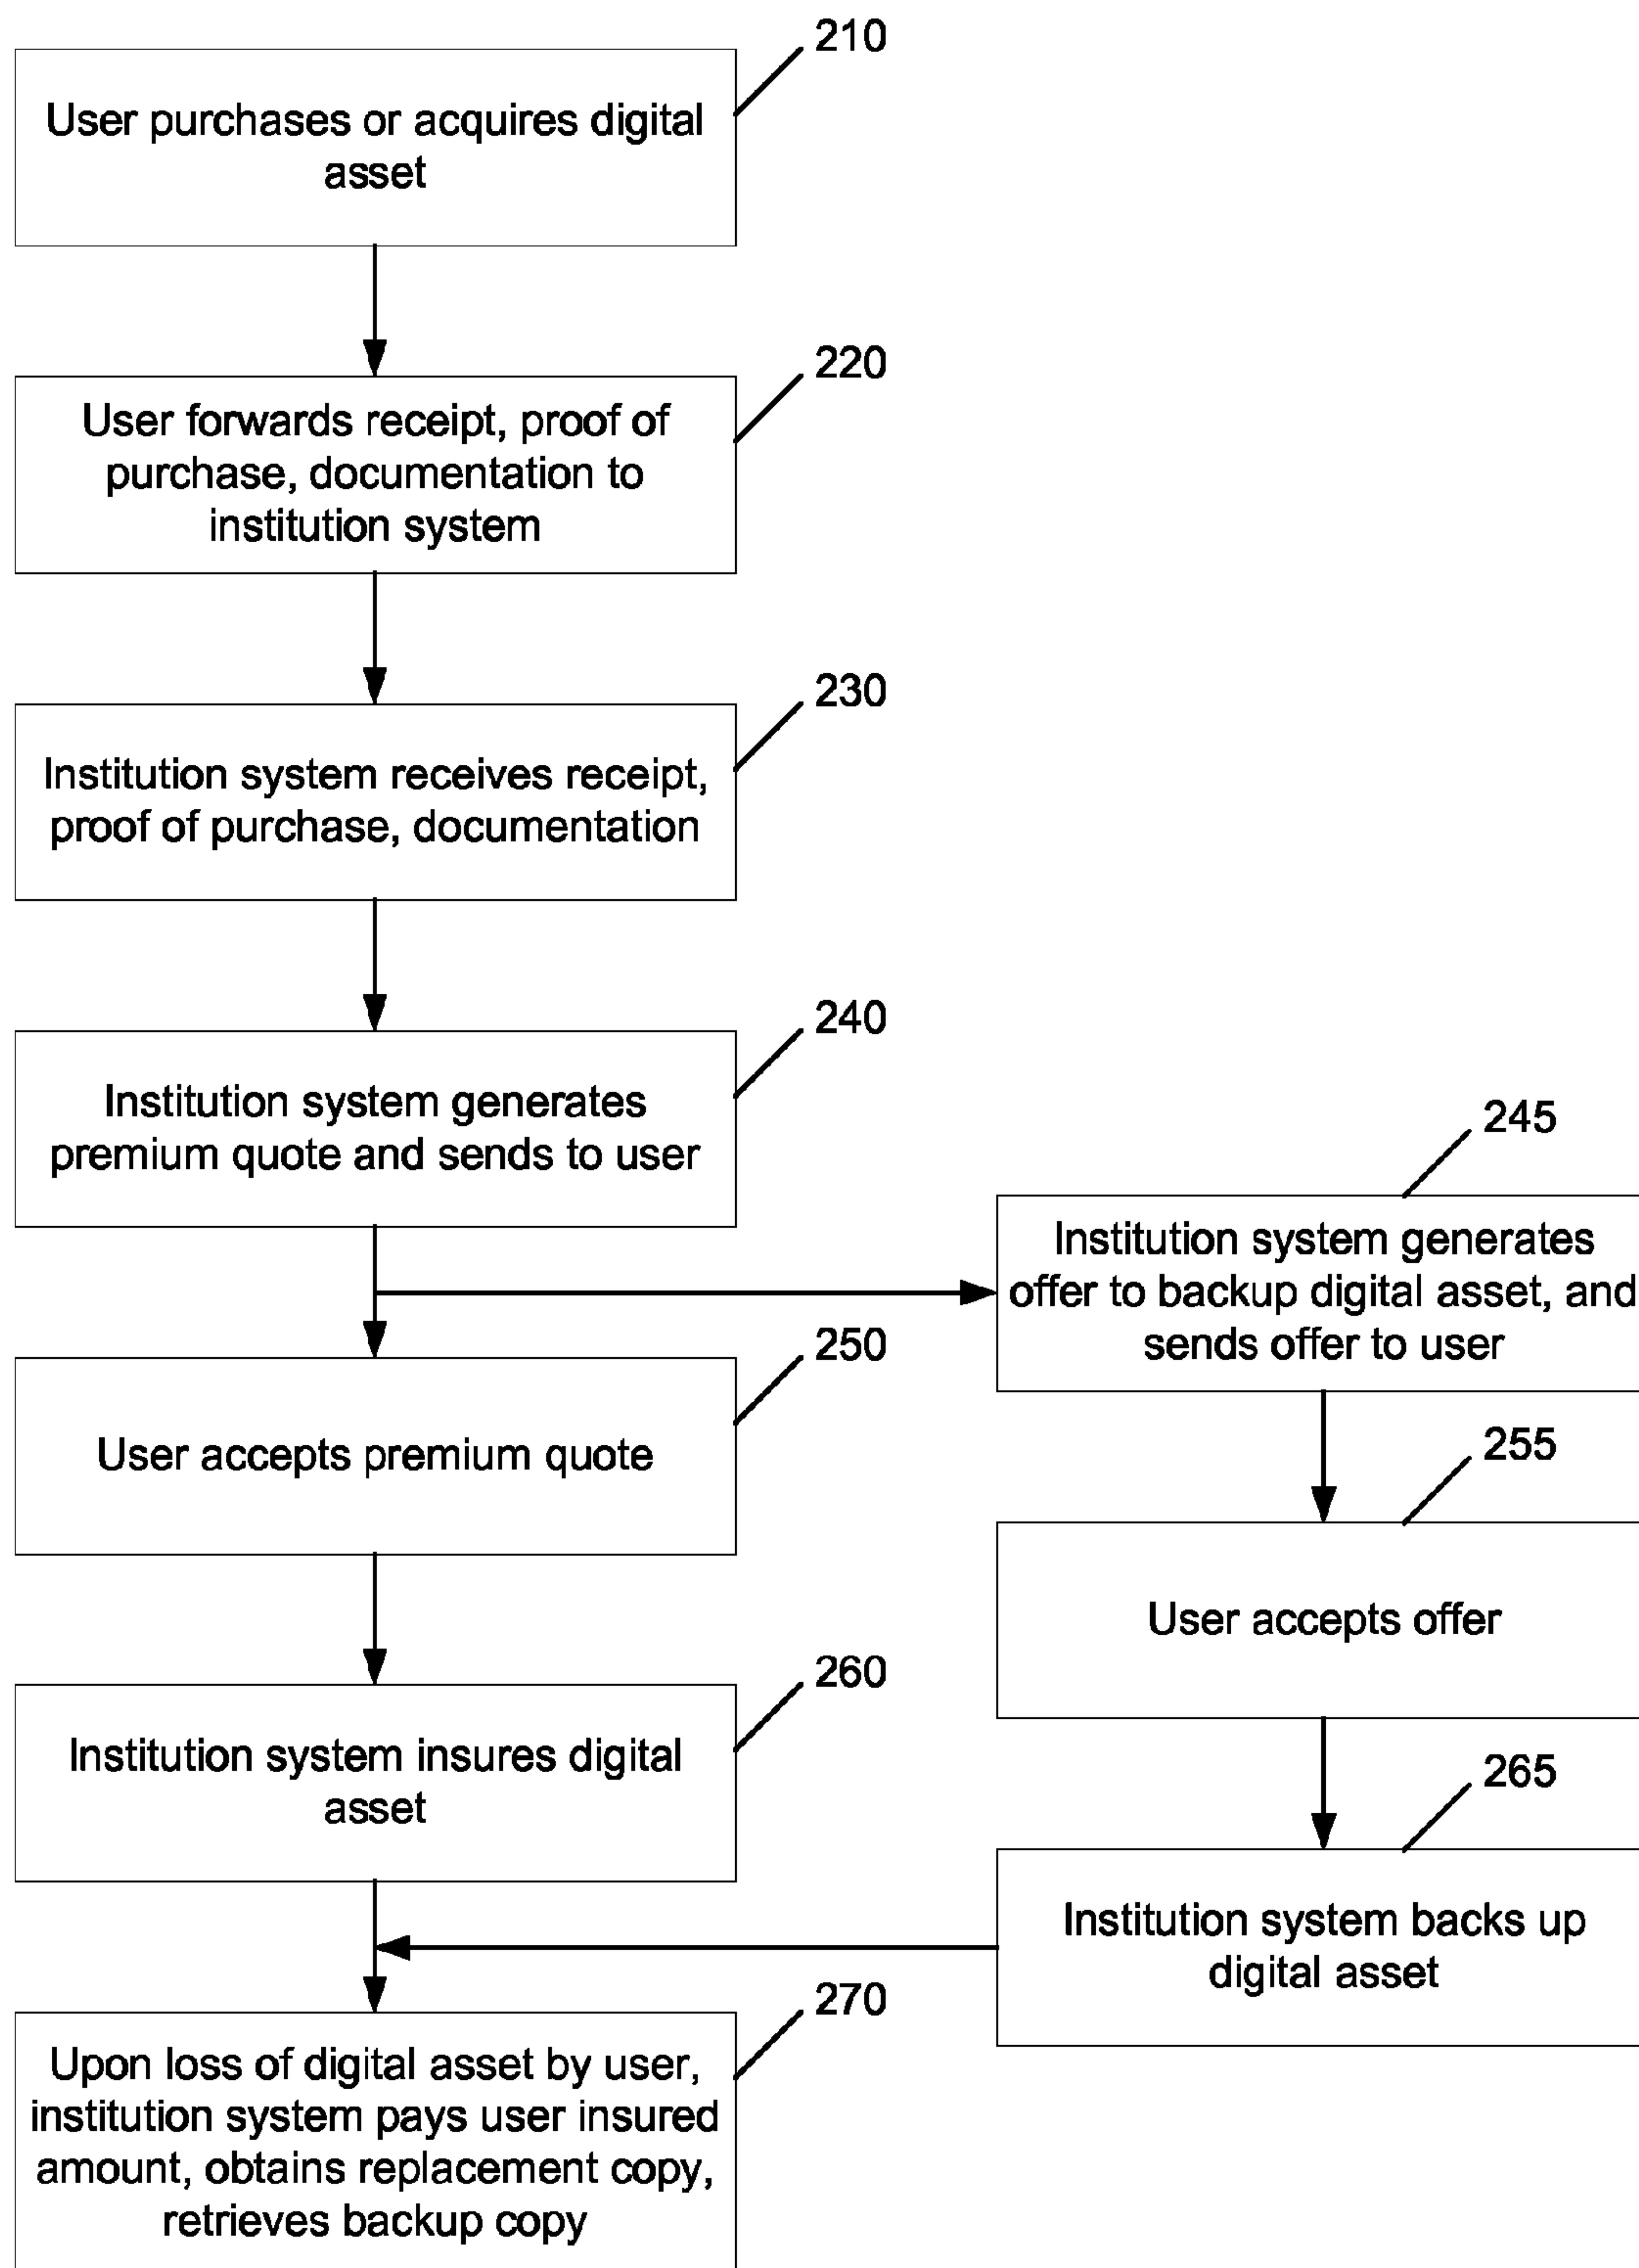 210
User purchases or acquires digital
asset
220
User forwards receipt, proof of
purchase, documentation to
institution system
230
Institution system receives receipt,
proof of purchase, documentation
240
Institution system generates
premium quote and sends to user
245
Institution system generates
offer to backup digital asset, and
sends offer to user
250
User accepts premium quote
255
User accepts offer
260
Institution system insures digital
asset
265
Institution system backs up
digital asset
270
Upon loss of digital asset by user,
institution system pays user insured
amount, obtains replacement copy,
retrieves backup copy